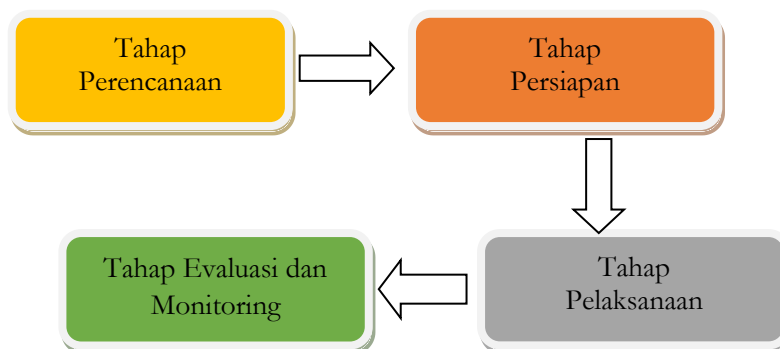 Tahap
Perencanaan
Tahap
Persiapan
Tahap
Pelaksanaan
Tahap Evaluasi dan
Monitoring